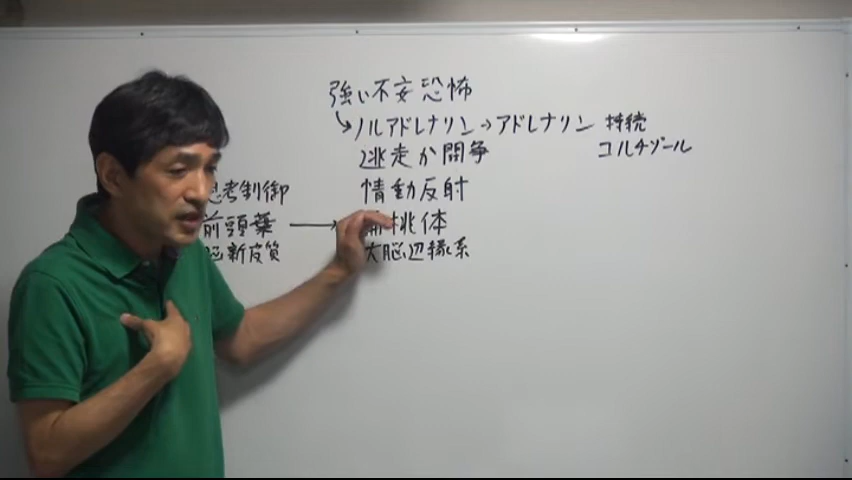 強い不安恐怖
↳ノルアドレナリン→アドレナリン 持続
コルチゾール
逃走か闘争
情動反射
思考制御
前頭葉 → 扁桃体
脳新皮質 大脳辺縁系